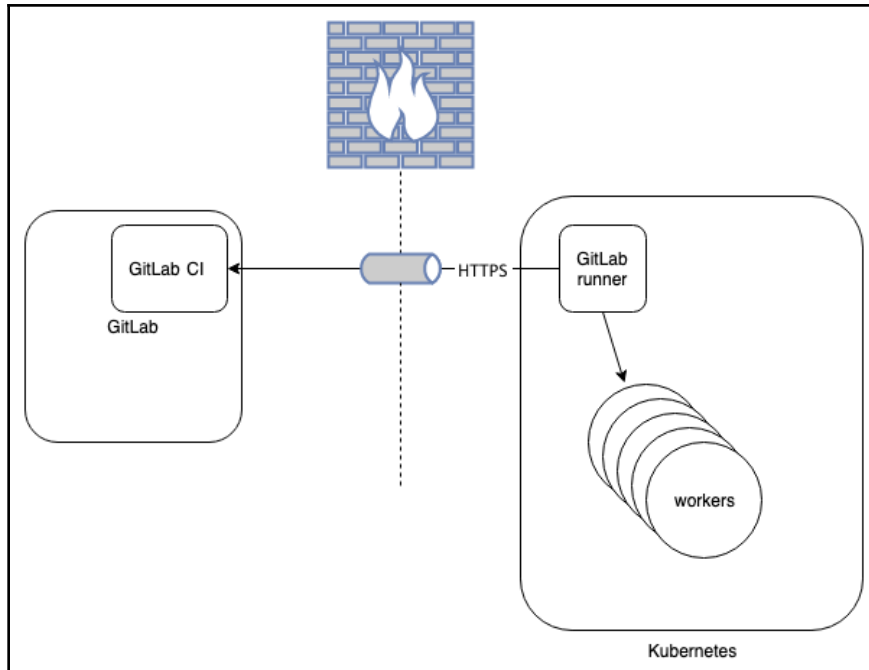 GitLab CI
GitLab
HTTPS
GitLab
runner
workers
Kubernetes